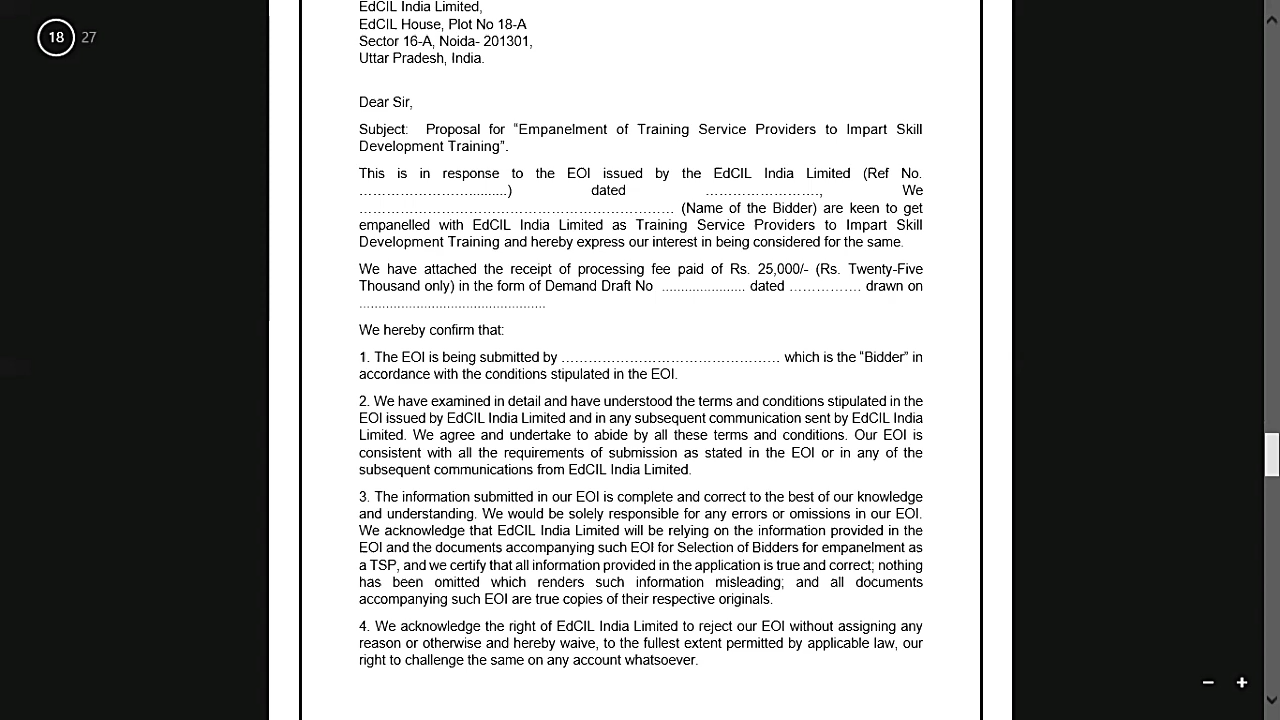 18 27
EdCIL India Limited,
EdCIL House, Plot No 18-A
Sector 16-A, Noida- 201301,
Uttar Pradesh, India.
Dear Sir,
Subject: Proposal for "Empanelment of Training Service Providers to Impart Skill
Development Training".
This is in response to the EOI issued by the EdCIL India Limited (Ref No.
…………………….........) dated ……………………, We
…………………………………………………………… (Name of the Bidder) are keen to get
empanelled with EdCIL India Limited as Training Service Providers to Impart Skill
Development Training and hereby express our interest in being considered for the same.
We have attached the receipt of processing fee paid of Rs. 25,000/- (Rs. Twenty-Five
Thousand only) in the form of Demand Draft No ...................... dated ……………. drawn on
.................................................
We hereby confirm that:
1. The EOI is being submitted by ………………………………………… which is the "Bidder" in
accordance with the conditions stipulated in the EOI.
2. We have examined in detail and have understood the terms and conditions stipulated in the
EOI issued by EdCIL India Limited and in any subsequent communication sent by EdCIL India
Limited. We agree and undertake to abide by all these terms and conditions. Our EOI is
consistent with all the requirements of submission as stated in the EOI or in any of the
subsequent communications from EdCIL India Limited.
3. The information submitted in our EOI is complete and correct to the best of our knowledge
and understanding. We would be solely responsible for any errors or omissions in our EOI.
We acknowledge that EdCIL India Limited will be relying on the information provided in the
EOI and the documents accompanying such EOI for Selection of Bidders for empanelment as
a TSP, and we certify that all information provided in the application is true and correct; nothing
has been omitted which renders such information misleading; and all documents
accompanying such EOI are true copies of their respective originals.
4. We acknowledge the right of EdCIL India Limited to reject our EOI without assigning any
reason or otherwise and hereby waive, to the fullest extent permitted by applicable law, our
right to challenge the same on any account whatsoever.